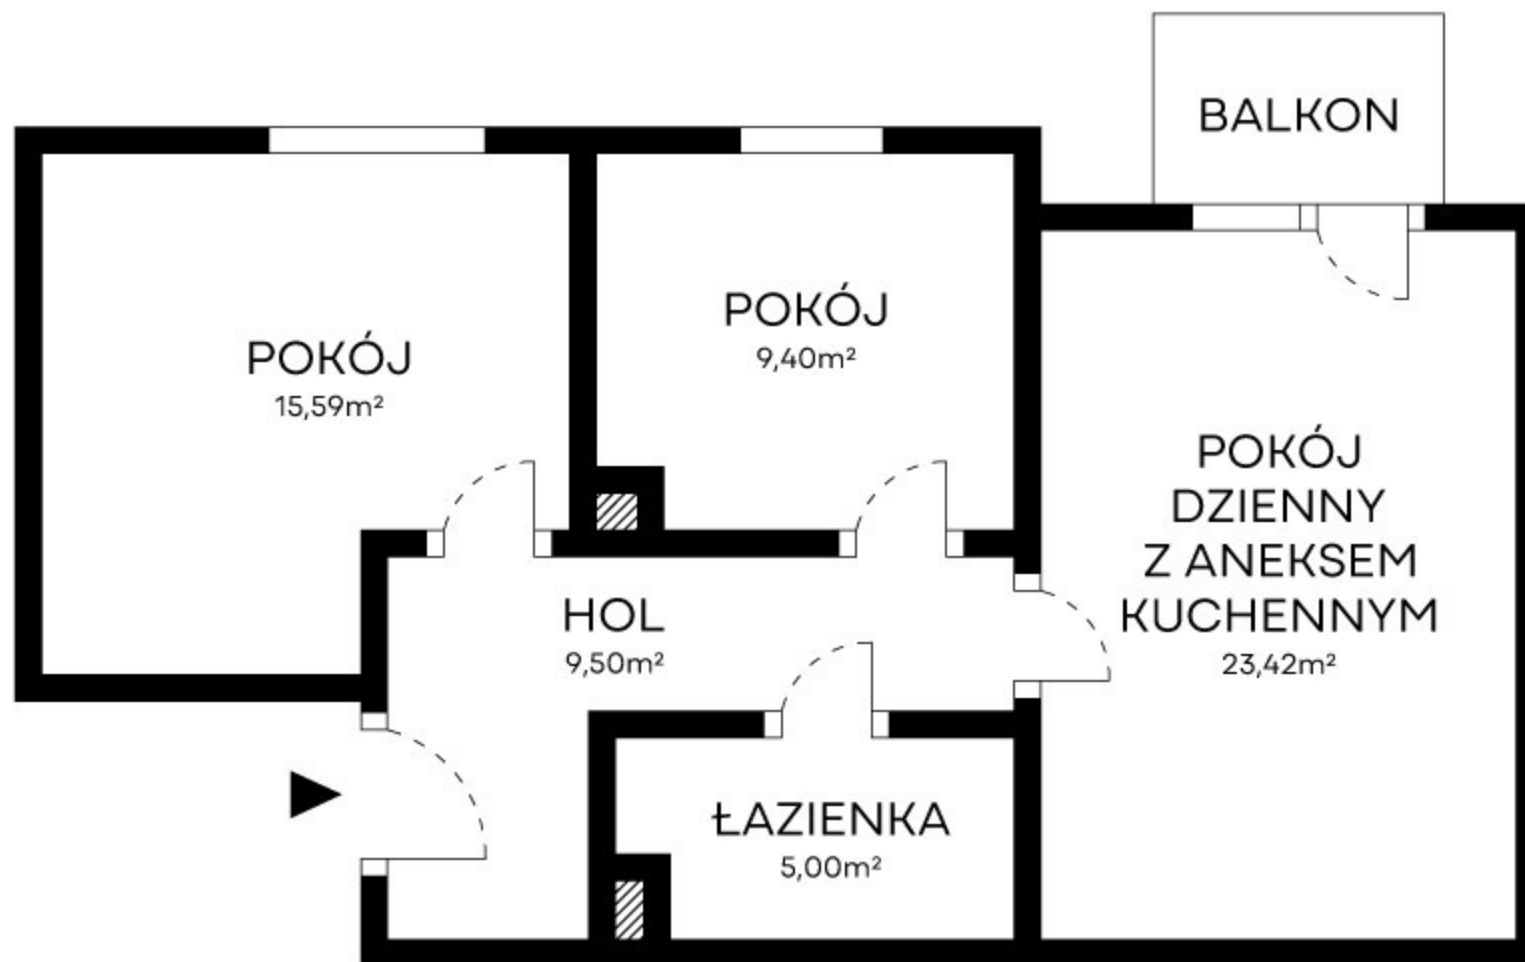 BALKON
POKÓJ
15,59m²
POKÓJ
9,40m²
POKÓJ
DZIENNY
Z ANEKSEM
KUCHENNYM
23,42m²
HOL
9,50m²
ŁAZIENKA
5,00m²